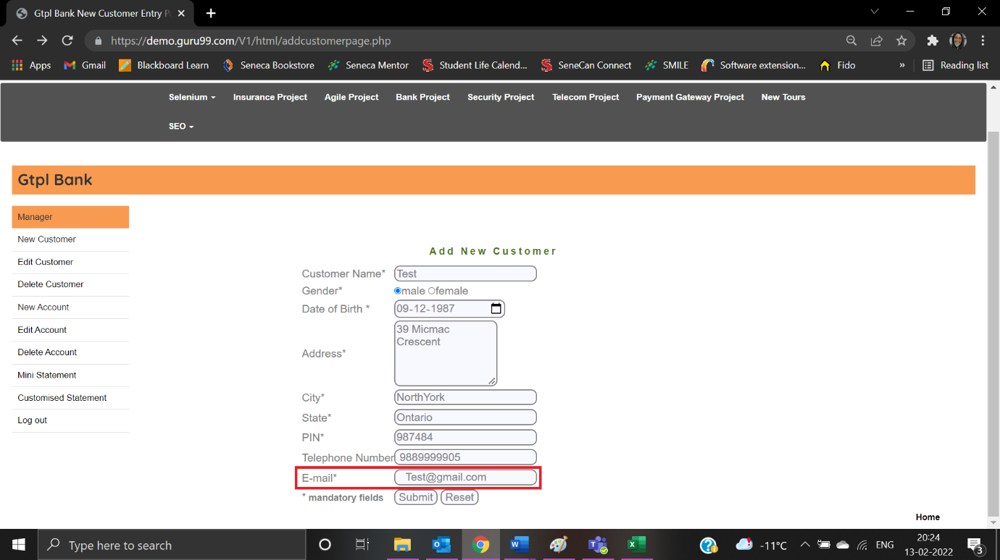 Gtpl Bank New Customer Entry P
https://demo.guru99.com/V1/html/addcustomerpage.php
Apps Gmail Blackboard Learn Seneca Bookstore Seneca Mentor Student Life Calend... SeneCan Connect SMILE Software extension... Fido » Reading list
Selenium Insurance Project Agile Project Bank Project Security Project Telecom Project Payment Gateway Project New Tours
SEO
Gtpl Bank
Manager
New Customer
Edit Customer
Delete Customer
New Account
Edit Account
Delete Account
Mini Statement
Customised Statement
Log out
Add New Customer
Customer Name* Test
Gender* male female
Date of Birth * 09-12-1987
Address* 39 Micmac
Crescent
City* NorthYork
State* Ontario
PIN* 987484
Telephone Number 9889999905
E-mail* Test@gmail.com
* mandatory fields Submit Reset
Home
Type here to search
-11°C ENG
20:24
13-02-2022
3